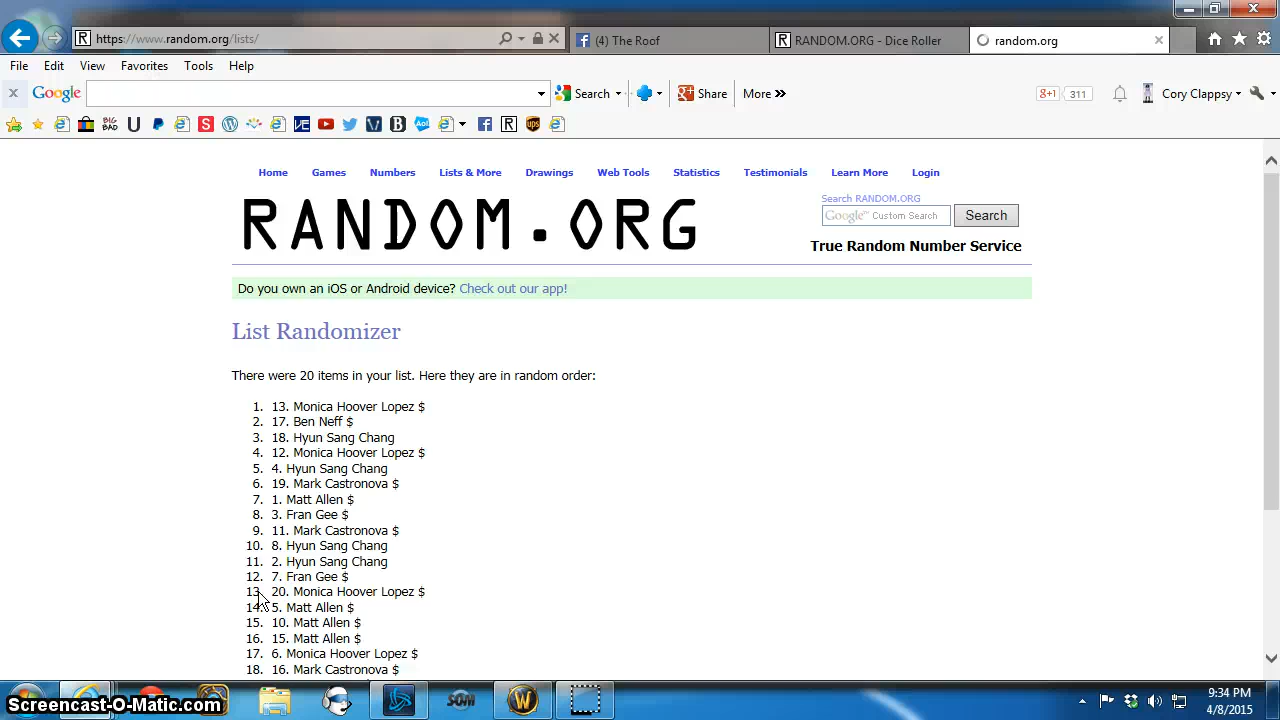 https://www.random.org/lists/
(4) The Roof
RANDOM.ORG - Dice Roller
random.org
File Edit View Favorites Tools Help
Google Search Share More 311 Cory Clappsy
BIG BAD
Home Games Numbers Lists & More Drawings Web Tools Statistics Testimonials Learn More Login
RANDOM.ORG
Search RANDOM.ORG
Google™ Custom Search Search
True Random Number Service
Do you own an iOS or Android device? Check out our app!
List Randomizer
There were 20 items in your list. Here they are in random order:
1. 13. Monica Hoover Lopez $
2. 17. Ben Neff $
3. 18. Hyun Sang Chang
4. 12. Monica Hoover Lopez $
5. 4. Hyun Sang Chang
6. 19. Mark Castronova $
7. 1. Matt Allen $
8. 3. Fran Gee $
9. 11. Mark Castronova $
10. 8. Hyun Sang Chang
11. 2. Hyun Sang Chang
12. 7. Fran Gee $
13. 20. Monica Hoover Lopez $
14. 5. Matt Allen $
15. 10. Matt Allen $
16. 15. Matt Allen $
17. 6. Monica Hoover Lopez $
18. 16. Mark Castronova $
Screencast-O-Matic.com
SOM
9:34 PM
4/8/2015